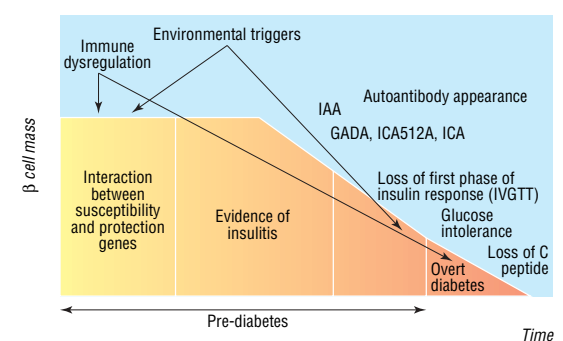 Environmental triggers
Immune
dysregulation
Autoantibody appearance
IAA
GADA, ICA512A, ICA
β cell mass
Interaction
between
susceptibility
and protection
genes
Evidence of
insulitis
Loss of first phase of
insulin response (IVGTT)
Glucose
intolerance
Loss of C
peptide
Overt
diabetes
Pre-diabetes
Time